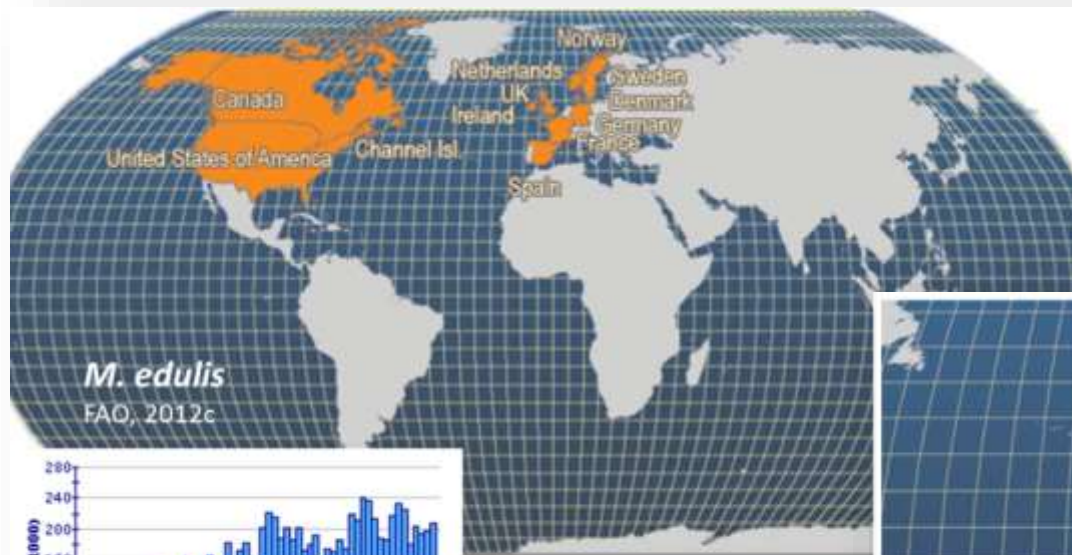 Norway
Netherlands
Sweden
UK
Denmark
Canada
Ireland
Germany
United States of America
Channel Isl.
France
Spain
M. edulis
FAO, 2012c
280
240
200